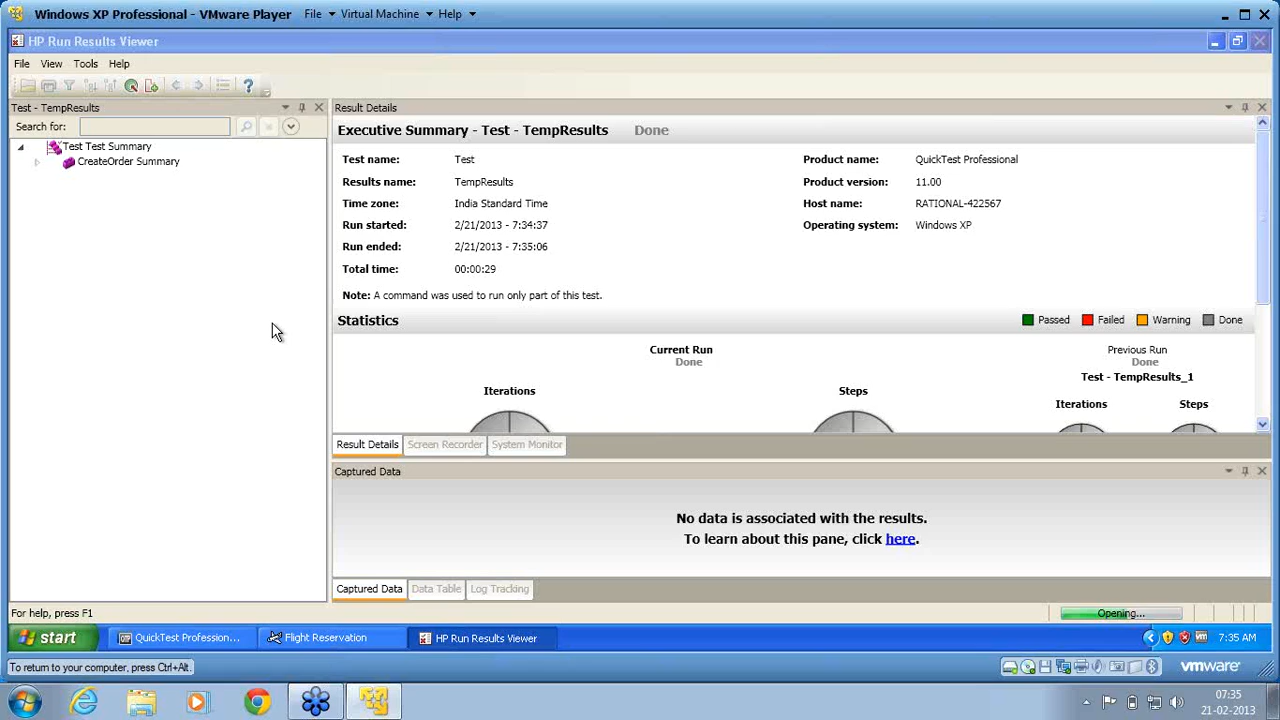 Windows XP Professional - VMware Player File Virtual Machine Help
HP Run Results Viewer
File View Tools Help
Test - TempResults
Search for:
Test Test Summary
CreateOrder Summary
Result Details
Executive Summary - Test - TempResults Done
Test name: Test Product name: QuickTest Professional
Results name: TempResults Product version: 11.00
Time zone: India Standard Time Host name: RATIONAL-422567
Run started: 2/21/2013 - 7:34:37 Operating system: Windows XP
Run ended: 2/21/2013 - 7:35:06
Total time: 00:00:29
Note: A command was used to run only part of this test.
Statistics Passed Failed Warning Done
Current Run Previous Run
Done Done
Test - TempResults_1
Iterations Steps Iterations Steps
Result Details Screen Recorder System Monitor
Captured Data
No data is associated with the results.
To learn about this pane, click here.
Captured Data Data Table Log Tracking
For help, press F1 Opening...
start QuickTest Profession... Flight Reservation HP Run Results Viewer 7:35 AM
To return to your computer, press Ctrl+Alt. vmware
07:35
21-02-2013